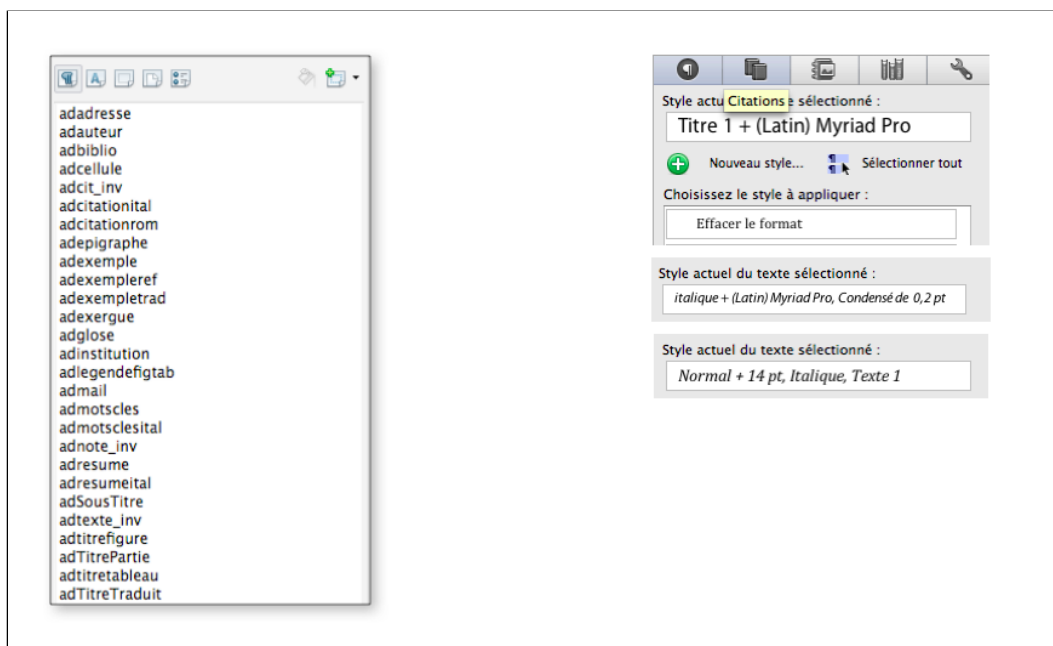 adadresse
adauteur
adbiblio
adcellule
adcit_inv
adcitationital
adcitationrom
adepigraphe
adexemple
adexempleref
adexempletrad
adexergue
adglose
adinstitution
adlegendefigtab
admail
admotscles
admotsclesital
adnote_inv
adresume
adresumeital
adSousTitre
adtexte_inv
adtitrefigure
adTitrePartie
adtitretableau
adTitreTraduit
Style actu Citations e sélectionné :
Titre 1 + (Latin) Myriad Pro
Nouveau style... Sélectionner tout
Choisissez le style à appliquer :
Effacer le format
Style actuel du texte sélectionné :
italique + (Latin) Myriad Pro, Condensé de 0,2 pt
Style actuel du texte sélectionné :
Normal + 14 pt, Italique, Texte 1